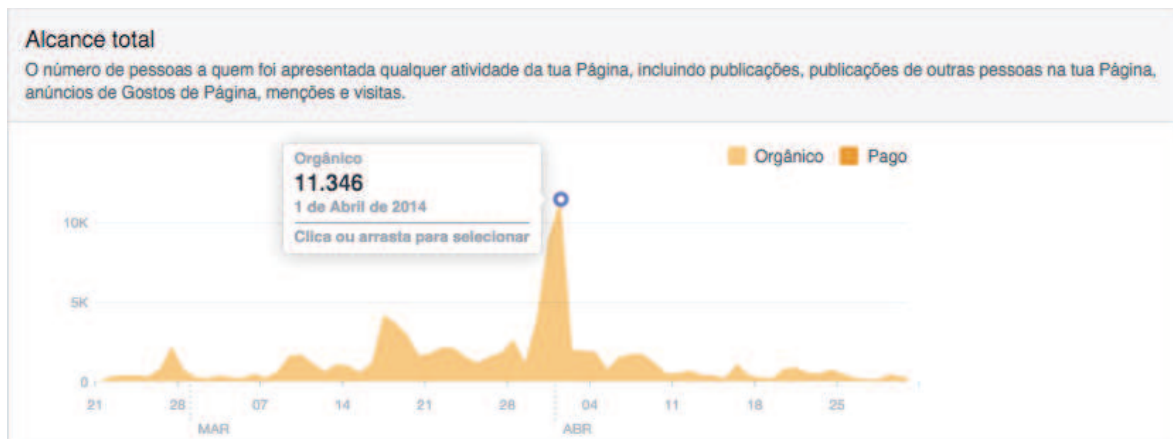 Alcance total
O número de pessoas a quem foi apresentada qualquer atividade da tua Página, incluindo publicações, publicações de outras pessoas na tua Página,
anúncios de Gostos de Página, menções e visitas.
Orgânico
11.346
1 de Abril de 2014
Clica ou arrasta para selecionar
Orgânico Pago
10K
5K
0
21 28 07 14 21 28 04 11 18 25
MAR ABR